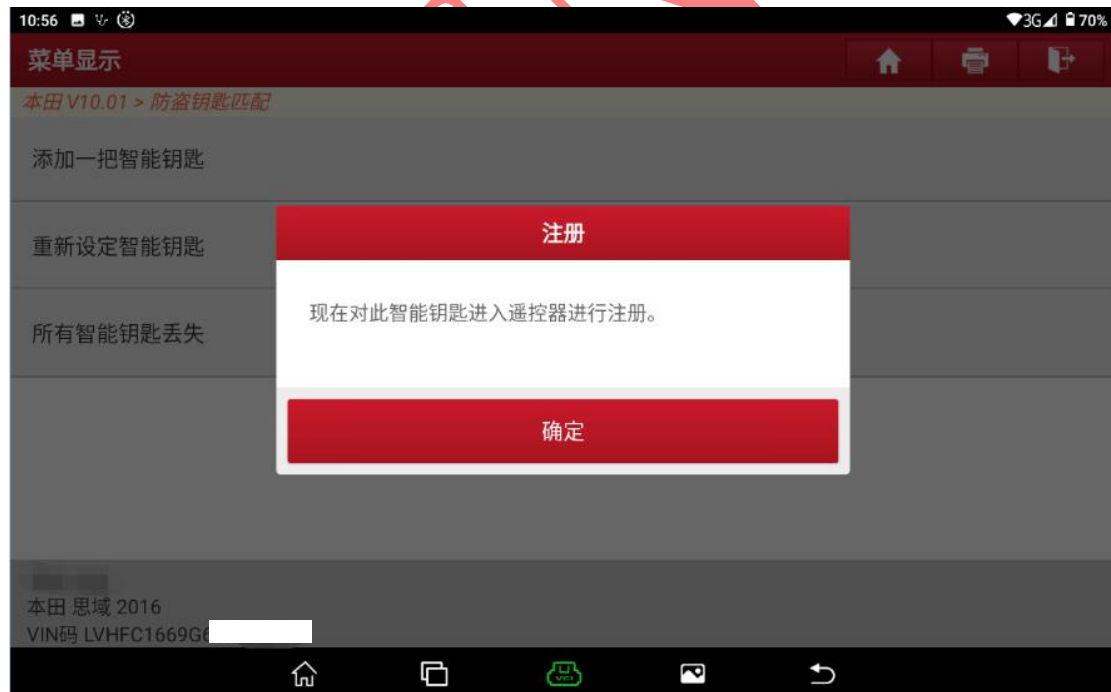 10:56
3G 70%
菜单显示
本田 V10.01 > 防盗钥匙匹配
添加一把智能钥匙
重新设定智能钥匙
所有智能钥匙丢失
注册
现在对此智能钥匙进入遥控器进行注册。
确定
本田 思域 2016
VIN码 LVHFC1669G6
VCI